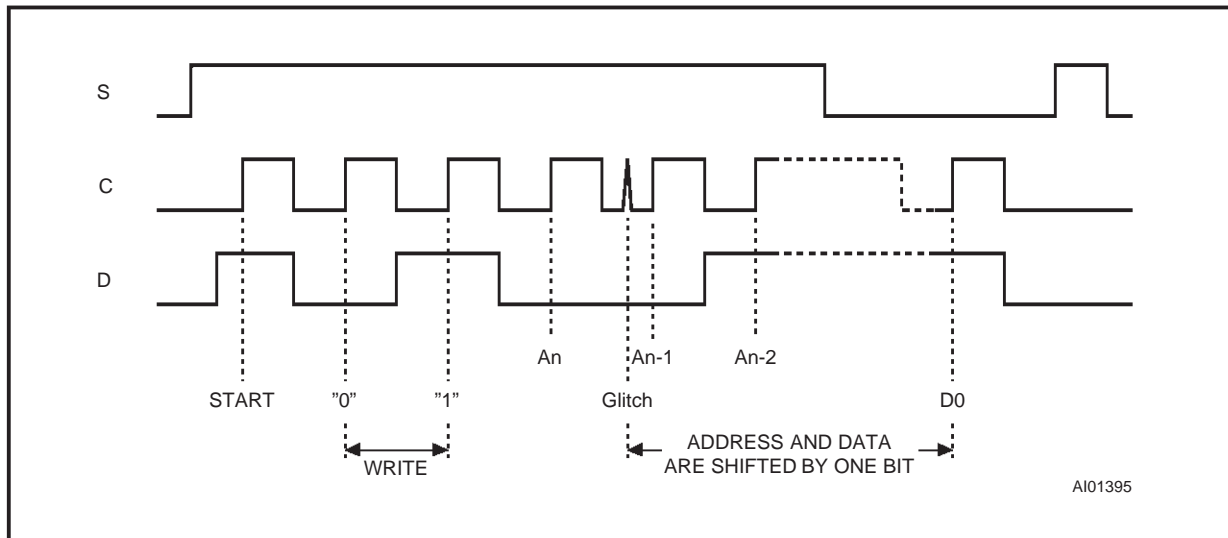 S
C
D
An An-1 An-2
START ”0” ”1” Glitch D0
WRITE
ADDRESS AND DATA
ARE SHIFTED BY ONE BIT
AI01395